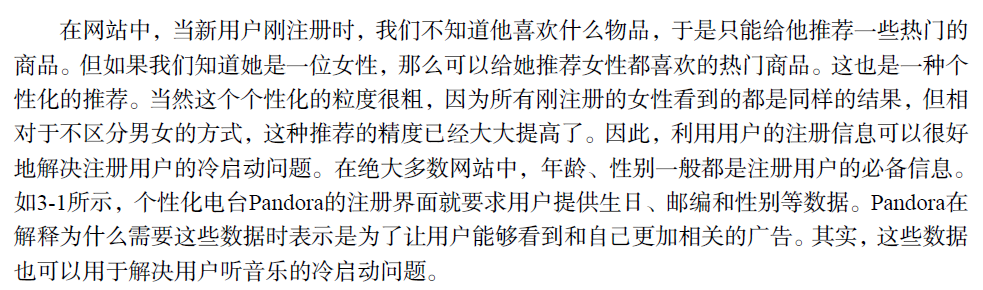 在网站中，当新用户刚注册时，我们不知道他喜欢什么物品，于是只能给他推荐一些热门的
商品。但如果我们知道她是一位女性，那么可以给她推荐女性都喜欢的热门商品。这也是一种个
性化的推荐。当然这个个性化的粒度很粗，因为所有刚注册的女性看到的都是同样的结果，但相
对于不区分男女的方式，这种推荐的精度已经大大提高了。因此，利用用户的注册信息可以很好
地解决注册用户的冷启动问题。在绝大多数网站中，年龄、性别一般都是注册用户的必备信息。
如3-1所示，个性化电台Pandora的注册界面就要求用户提供生日、邮编和性别等数据。Pandora在
解释为什么需要这些数据时表示是为了让用户能够看到和自己更加相关的广告。其实，这些数据
也可以用于解决用户听音乐的冷启动问题。